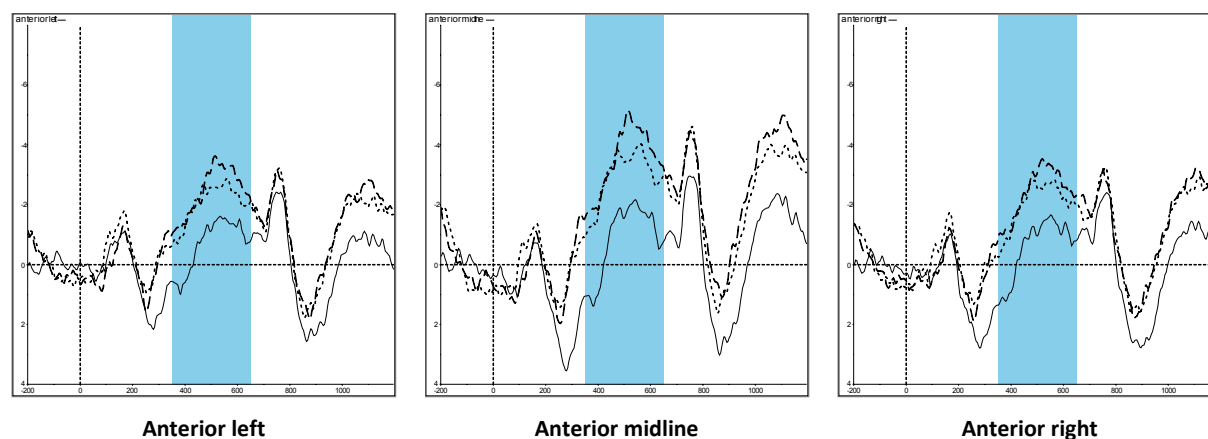 anteriorleft— anteriormidline— anteriorright—
-6 -6 -6
-4 -4 -4
-2 -2 -2
0 0 0
2 2 2
4 4 4
-200 0 200 400 600 800 1000 -200 0 200 400 600 800 1000 -200 0 200 400 600 800 1000
Anterior left Anterior midline Anterior right